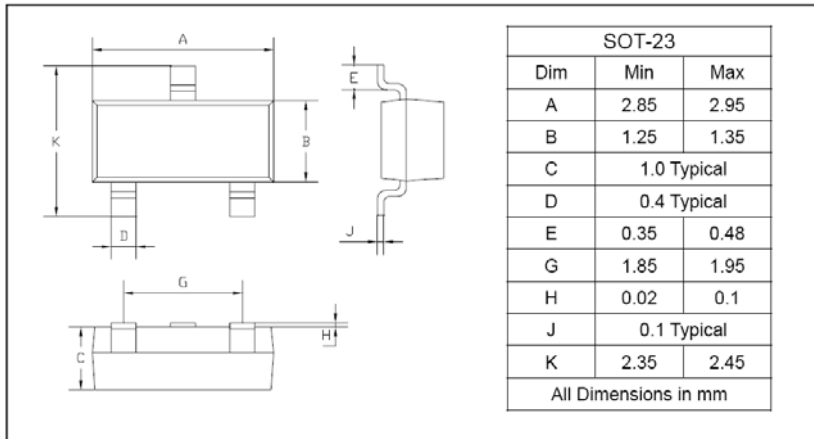 A
K
B
D
E
J
G
C
H
SOT-23
Dim Min Max
A 2.85 2.95
B 1.25 1.35
C 1.0 Typical
D 0.4 Typical
E 0.35 0.48
G 1.85 1.95
H 0.02 0.1
J 0.1 Typical
K 2.35 2.45
All Dimensions in mm